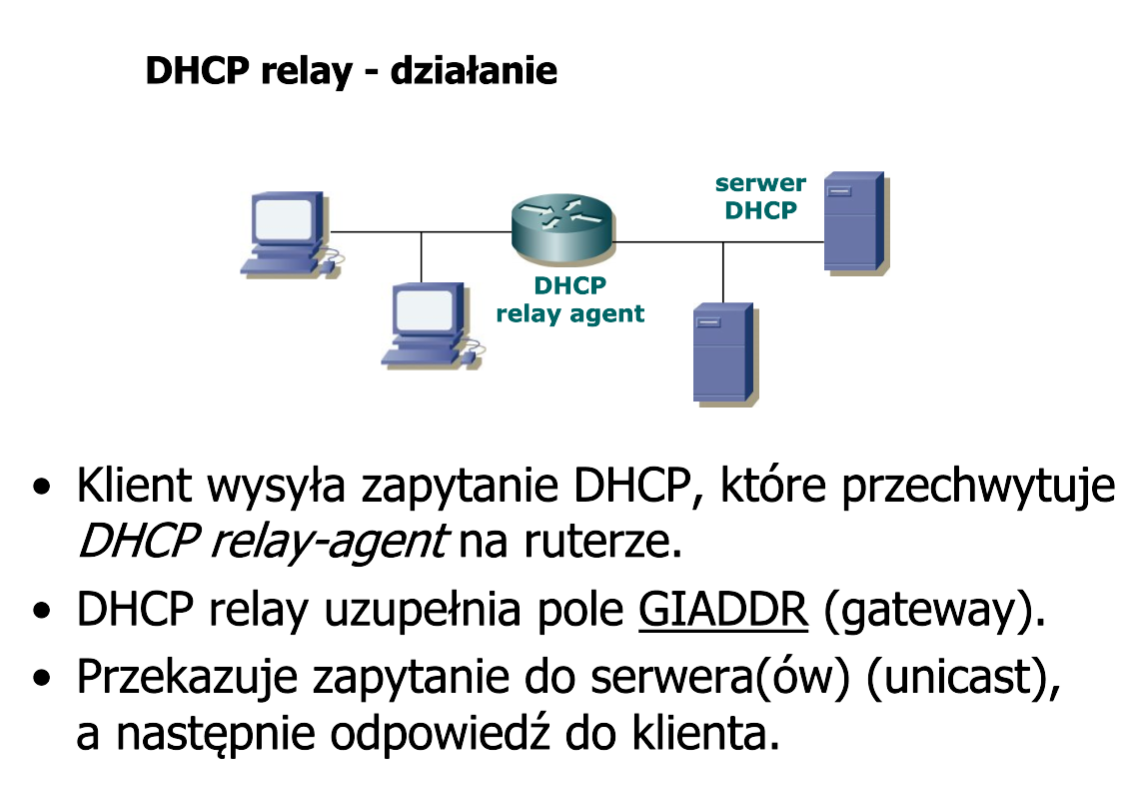 DHCP relay - działanie
serwer
DHCP
DHCP
relay agent
• Klient wysyła zapytanie DHCP, które przechwytuje
DHCP relay-agent na ruterze.
• DHCP relay uzupełnia pole GIADDR (gateway).
• Przekazuje zapytanie do serwera(ów) (unicast),
a następnie odpowiedź do klienta.